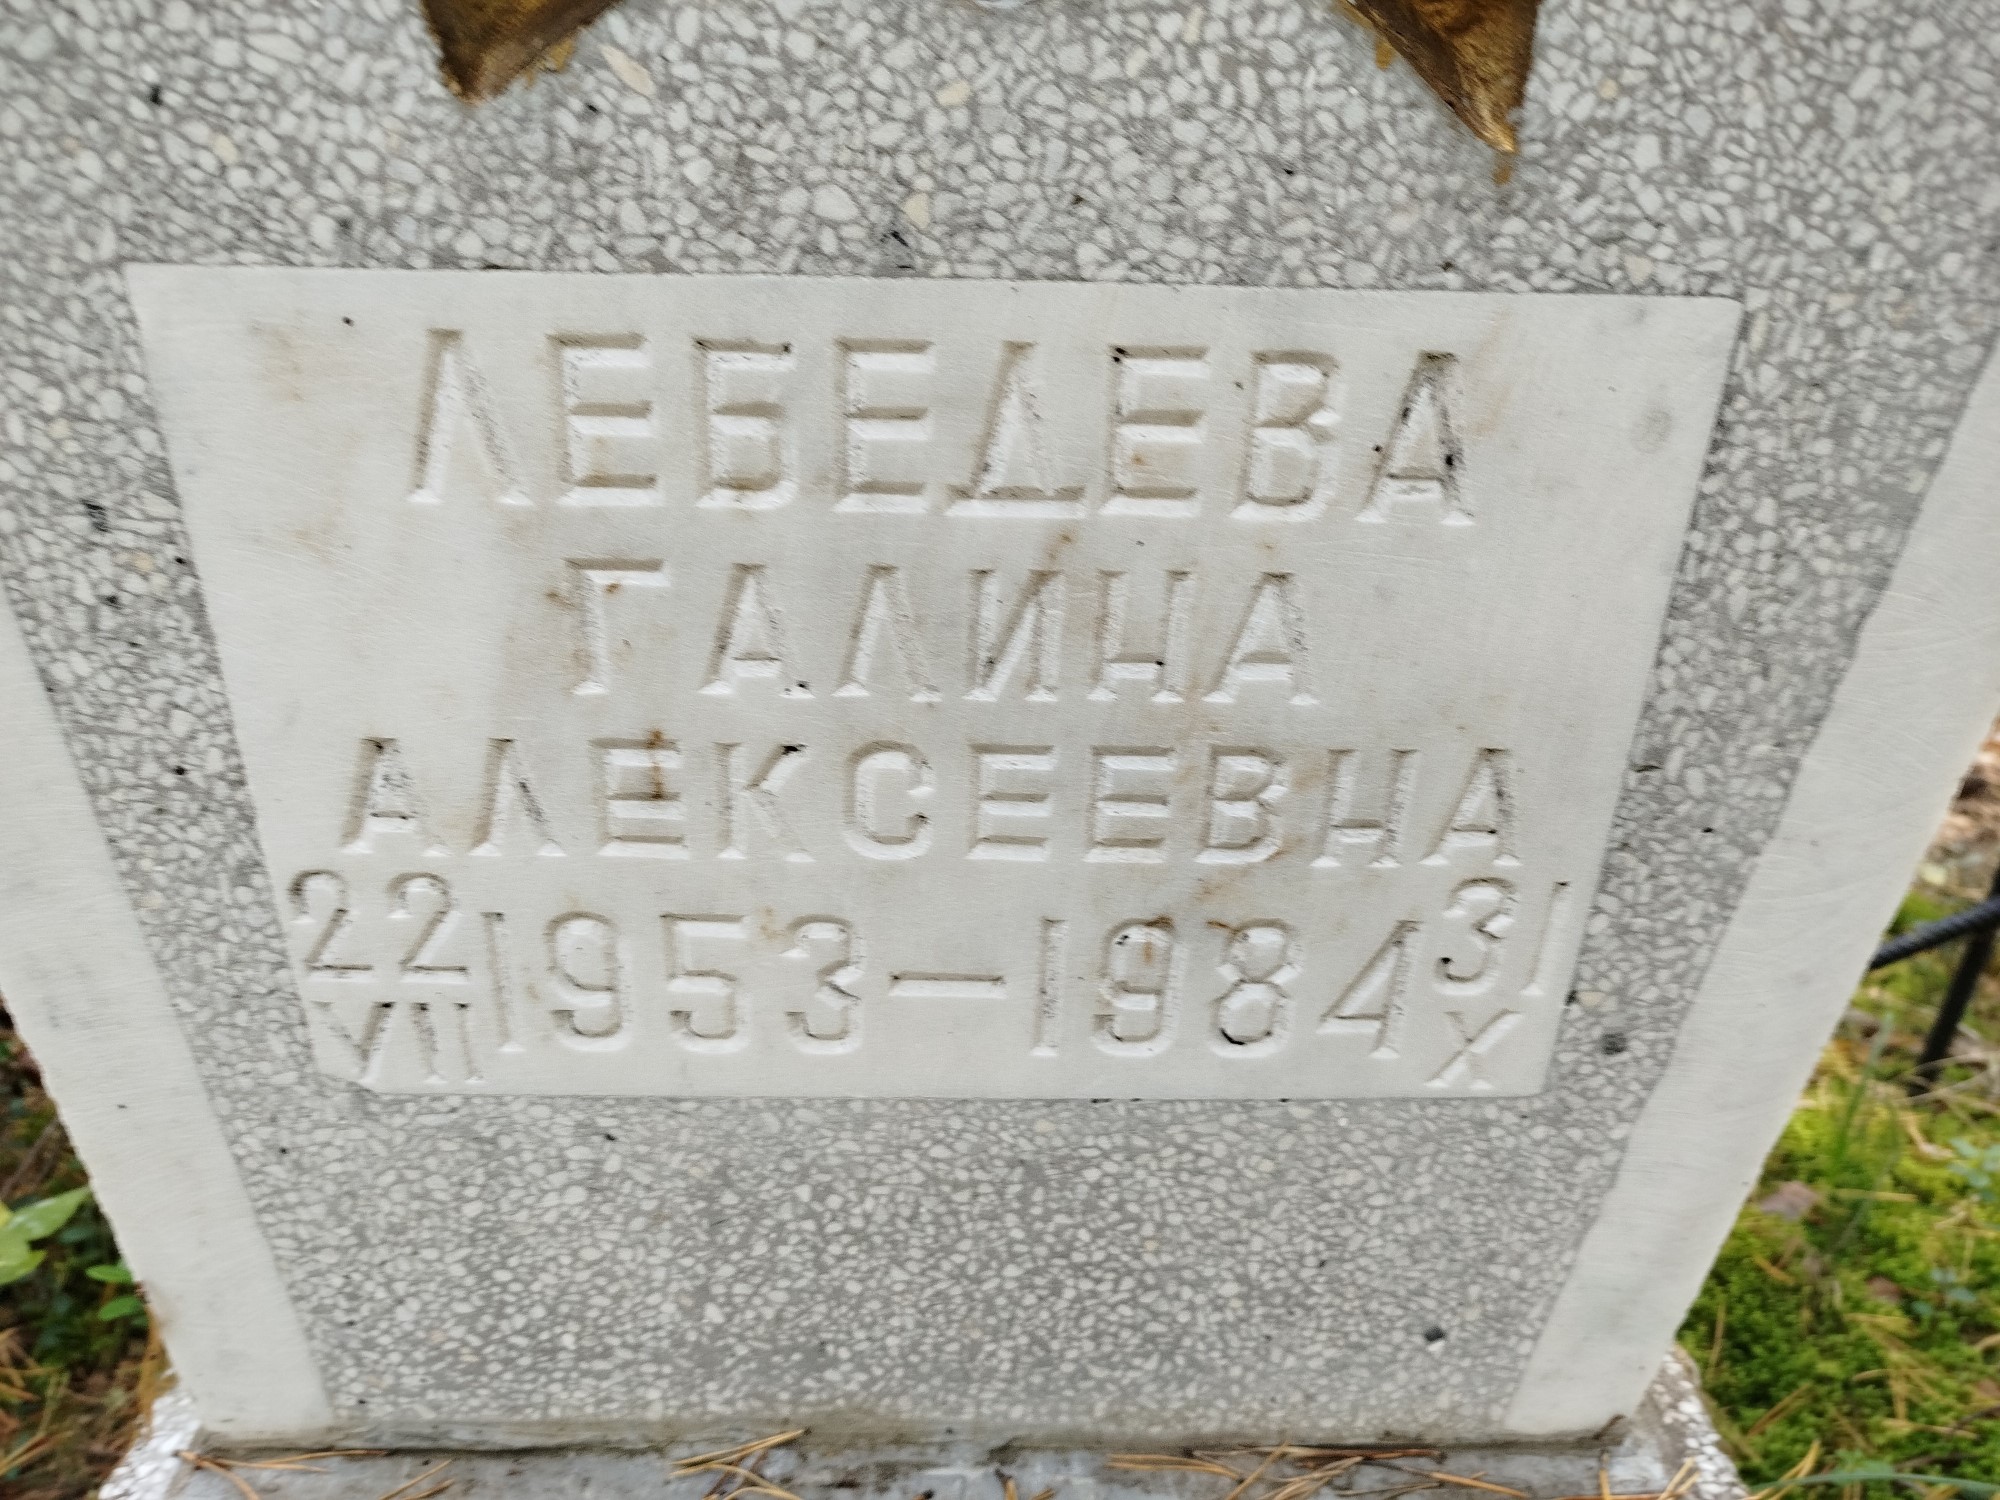 ЛЕБЕДЕВА
ГАЛИНА
АЛЕКСЕЕВНА
22 VII 1953 — 1984 31 X